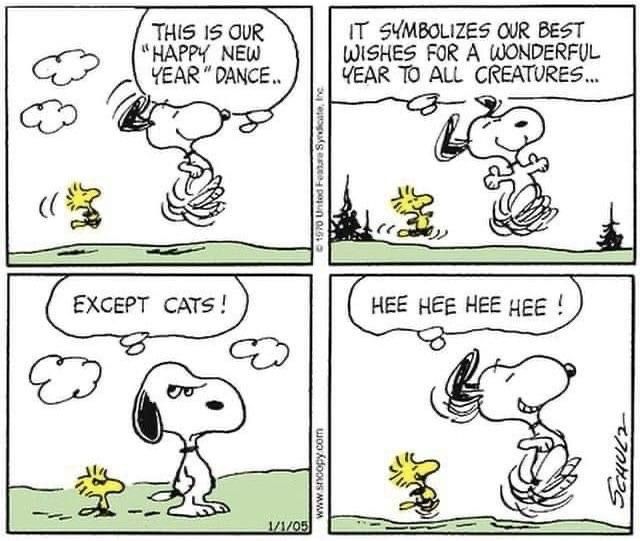 THIS IS OUR
"HAPPY NEW
YEAR" DANCE..
© 1970 United Feature Syndicate, Inc.
IT SYMBOLIZES OUR BEST
WISHES FOR A WONDERFUL
YEAR TO ALL CREATURES...
EXCEPT CATS!
1/1/05
www.snoopy.com
HEE HEE HEE HEE !
SCHULZ